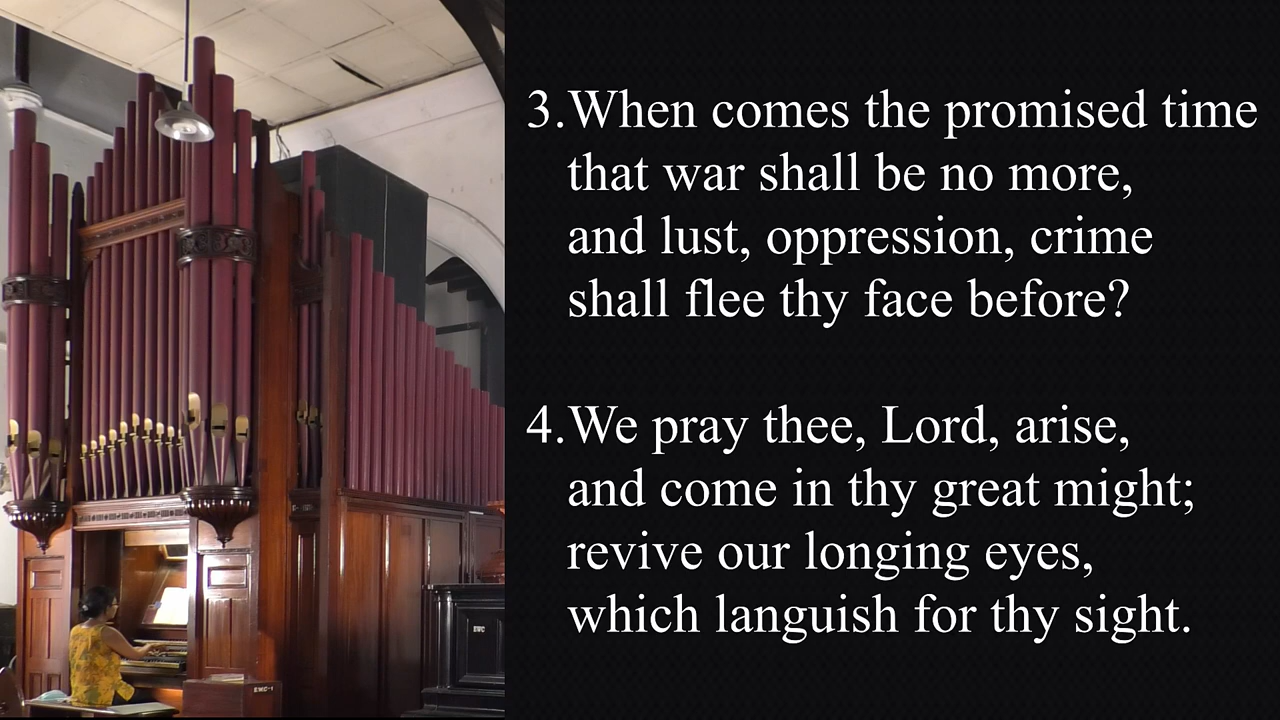 3. When comes the promised time
that war shall be no more,
and lust, oppression, crime
shall flee thy face before?
4. We pray thee, Lord, arise,
and come in thy great might;
revive our longing eyes,
which languish for thy sight.
EMC-1